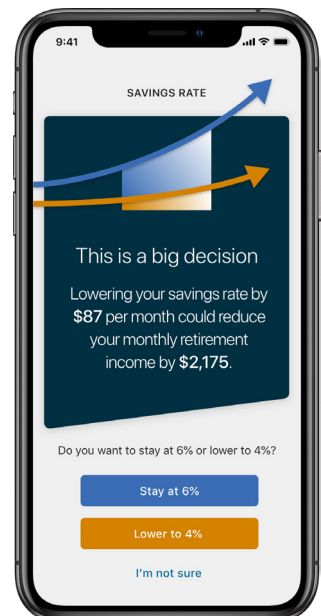 9:41
SAVINGS RATE
This is a big decision
Lowering your savings rate by
$87 per month could reduce
your monthly retirement
income by $2,175.
Do you want to stay at 6% or lower to 4%?
Stay at 6%
Lower to 4%
I'm not sure